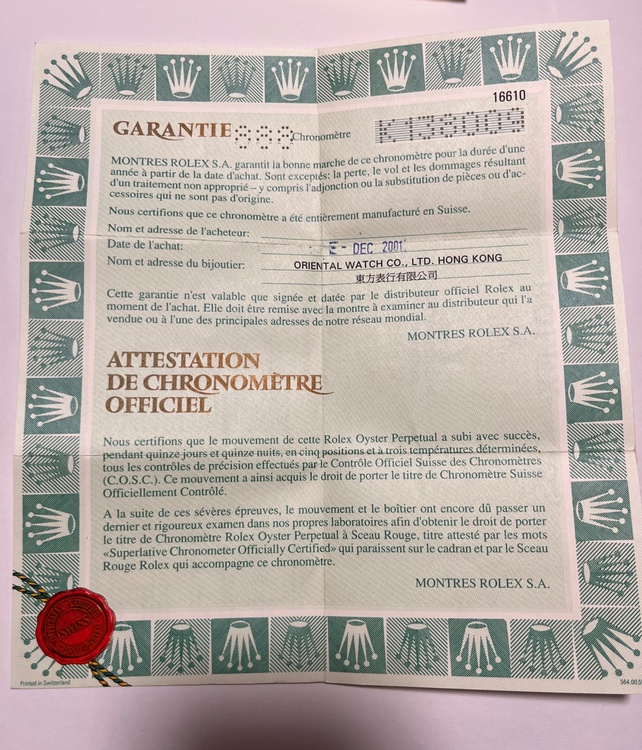 16610
GARANTIE Chronomètre
MONTRES ROLEX S.A. garantit la bonne marche de ce chronomètre pour la durée d'une
année à partir de la date d'achat. Sont exceptés: la perte, le vol et les dommages résultant
d'un traitement non approprié – y compris l'adjonction ou la substitution de pièces ou d'ac-
cessoires qui ne sont pas d'origine.
Nous certifions que ce chronomètre a été entièrement manufacturé en Suisse.
Nom et adresse de l'acheteur:
Date de l'achat: - DEC 2001
Nom et adresse du bijoutier: ORIENTAL WATCH CO., LTD. HONG KONG
東方表行有限公司
Cette garantie n'est valable que signée et datée par le distributeur officiel Rolex au
moment de l'achat. Elle doit être remise avec la montre à examiner au distributeur qui l'a
vendue ou à l'une des principales adresses de notre réseau mondial.
MONTRES ROLEX S.A.
ATTESTATION
DE CHRONOMÈTRE
OFFICIEL
Nous certifions que le mouvement de cette Rolex Oyster Perpetual a subi avec succès,
pendant quinze jours et quinze nuits, en cinq positions et à trois températures déterminées,
tous les contrôles de précision effectués par le Contrôle Officiel Suisse des Chronomètres
(C.O.S.C.). Ce mouvement a ainsi acquis le droit de porter le titre de Chronomètre Suisse
Officiellement Contrôlé.
A la suite de ces sévères épreuves, le mouvement et le boîtier ont encore dû passer un
dernier et rigoureux examen dans nos propres laboratoires afin d'obtenir le droit de porter
le titre de Chronomètre Rolex Oyster Perpetual à Sceau Rouge, titre attesté par les mots
«Superlative Chronometer Officially Certified» qui paraissent sur le cadran et par le Sceau
Rouge Rolex qui accompagne ce chronomètre.
MONTRES ROLEX S.A.
Printed in Switzerland